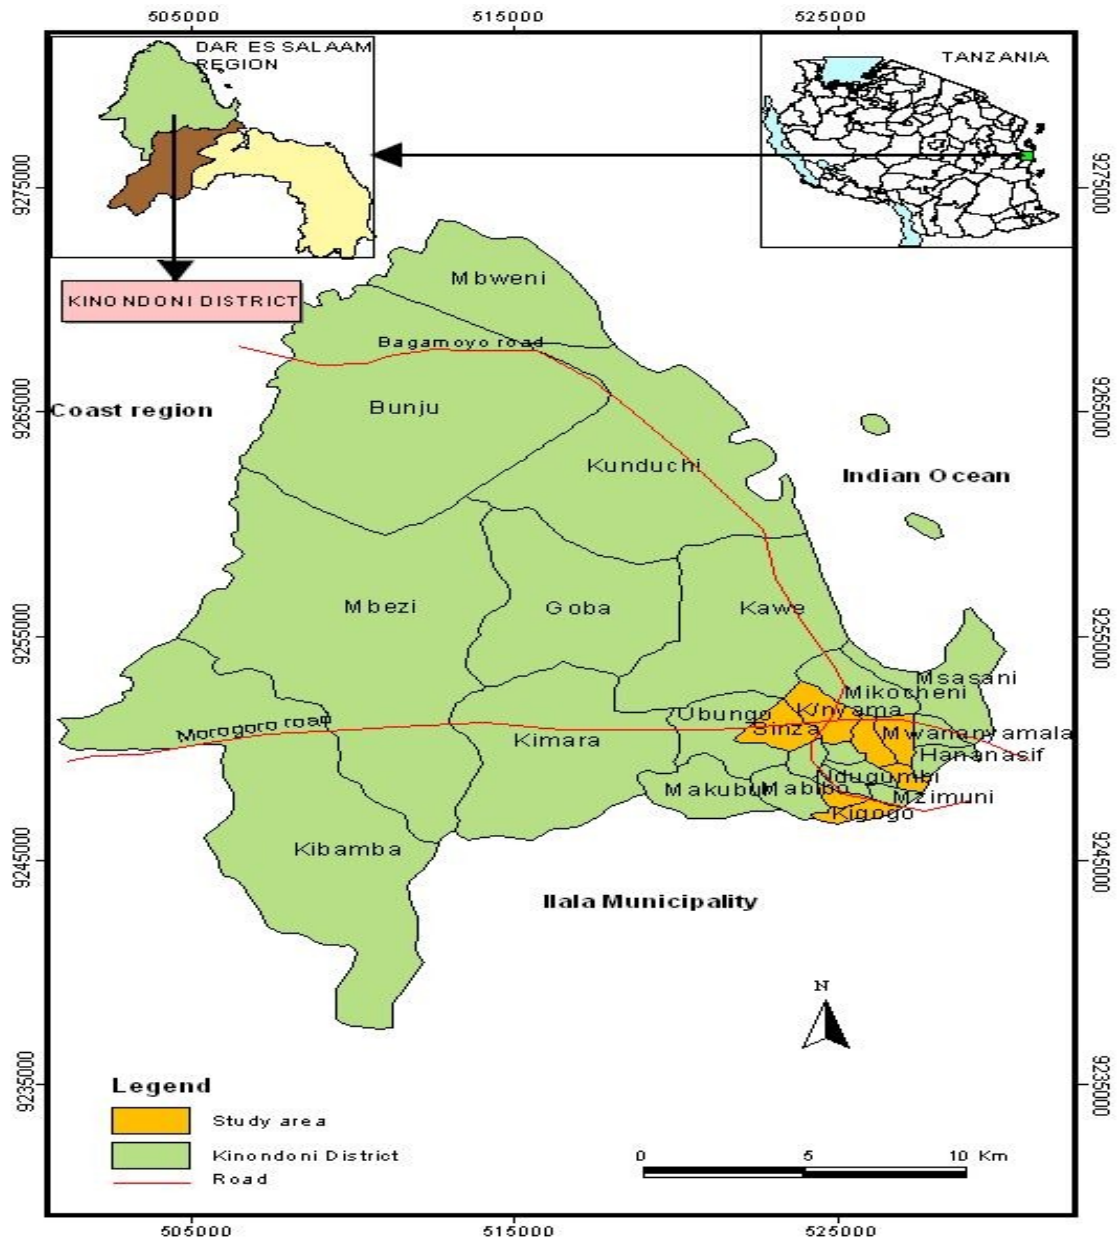 505000
515000
525000
DAR ES SALAAM
REGION
TANZANIA
9275000
9275000
KINONDONI DISTRICT
Mbweni
Bagamoyo road
Coast region
Bunju
9265000
9265000
Kunduchi
Indian Ocean
Mbezi
Goba
Kawe
9255000
9255000
Msasani
Mikocheni
Ubungo
K/nyama
Morogoro road
Sinza
Mwananyamala
Kimara
Hananasif
Ndugumbi
Makubur
Mabibo
Mzimuni
Kigogo
Kibamba
9245000
9245000
Ilala Municipality
N
9235000
9235000
Legend
Study area
Kinondoni District
Road
0 5 10 Km
505000
515000
525000